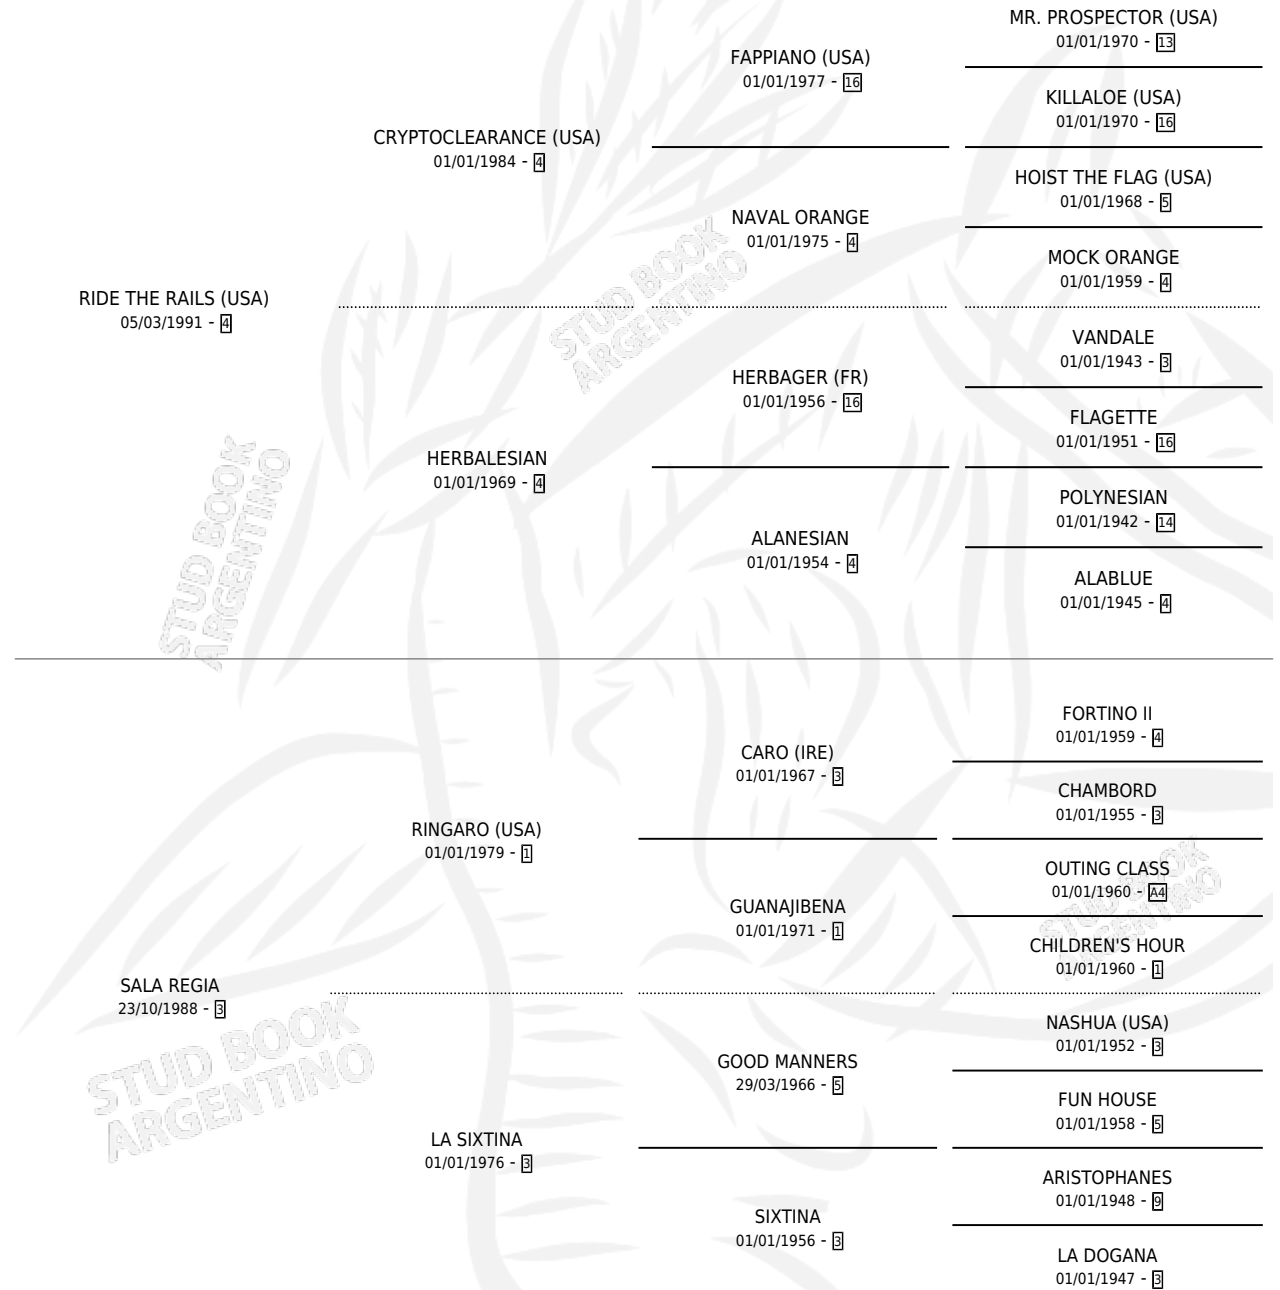 MR. PROSPECTOR (USA)
01/01/1970 - 13
FAPPIANO (USA)
01/01/1977 - 16
KILLALOE (USA)
01/01/1970 - 16
CRYPTOCLEARANCE (USA)
01/01/1984 - 4
HOIST THE FLAG (USA)
01/01/1968 - 5
NAVAL ORANGE
01/01/1975 - 4
MOCK ORANGE
01/01/1959 - 4
RIDE THE RAILS (USA)
05/03/1991 - 4
STUD BOOK
ARGENTINO
VANDALE
01/01/1943 - 3
HERBAGER (FR)
01/01/1956 - 16
FLAGETTE
01/01/1951 - 16
HERBALESIAN
01/01/1969 - 4
POLYNESIAN
01/01/1942 - 14
ALANESIAN
01/01/1954 - 4
ALABLUE
01/01/1945 - 4
STUD BOOK
ARGENTINO
FORTINO II
01/01/1959 - 4
CARO (IRE)
01/01/1967 - 3
CHAMBORD
01/01/1955 - 3
RINGARO (USA)
01/01/1979 - 1
OUTING CLASS
01/01/1960 - A4
GUANAJIBENA
01/01/1971 - 1
CHILDREN'S HOUR
01/01/1960 - 1
STUD BOOK
ARGENTINO
SALA REGIA
23/10/1988 - 3
STUD BOOK
ARGENTINO
NASHUA (USA)
01/01/1952 - 3
GOOD MANNERS
29/03/1966 - 5
FUN HOUSE
01/01/1958 - 5
LA SIXTINA
01/01/1976 - 3
ARISTOPHANES
01/01/1948 - 9
SIXTINA
01/01/1956 - 3
LA DOGANA
01/01/1947 - 3